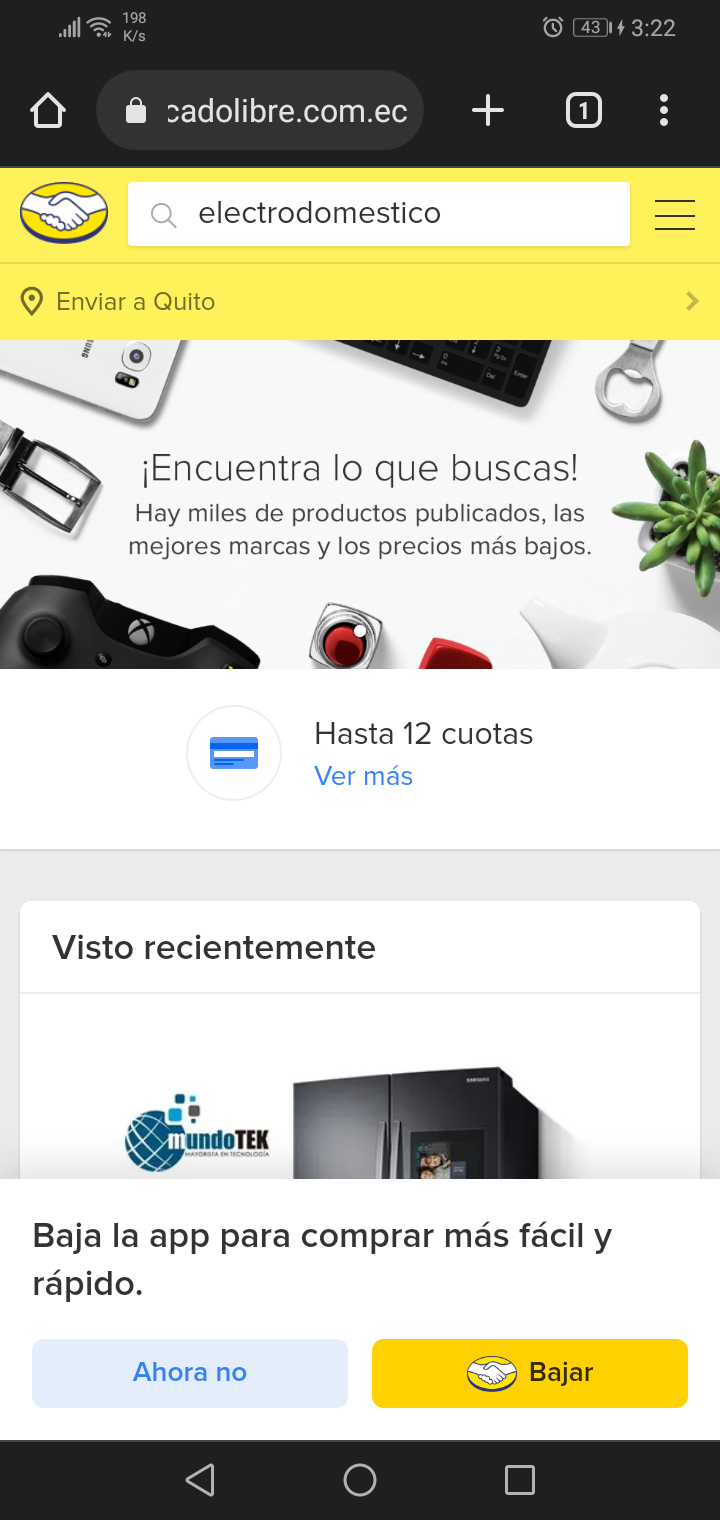 198
K/s
43
3:22
cadolibre.com.ec
1
electrodomestico
Enviar a Quito
SAMSUNG
¡Encuentra lo que buscas!
Hay miles de productos publicados, las
mejores marcas y los precios más bajos.
Hasta 12 cuotas
Ver más
Visto recientemente
SAMSUNG
mundoTEK
MAYORISTA EN TECNOLOGÍA
Baja la app para comprar más fácil y
rápido.
Ahora no
Bajar